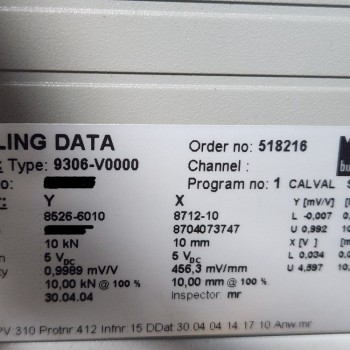 LING DATA Order no: 518216
Type: 9306-V0000 Channel :
o: Program no: 1 CALVAL S
r: Y X Y [mV/V]
8526-6010 8712-10 L -0,007
8704073747 U 0,992
10 kN 10 mm X [V ]
5 VDC 5 VDC L 0,034
ity 0,9989 mV/V 456,3 mV/mm U 4,597
10,00 kN @ 100 % 10,00 mm @ 100 %
30.04.04 Inspector: mr
PV 310 Protnr 412 Infnr 15 DDat 30 04 04 14 17 10 Anw mr